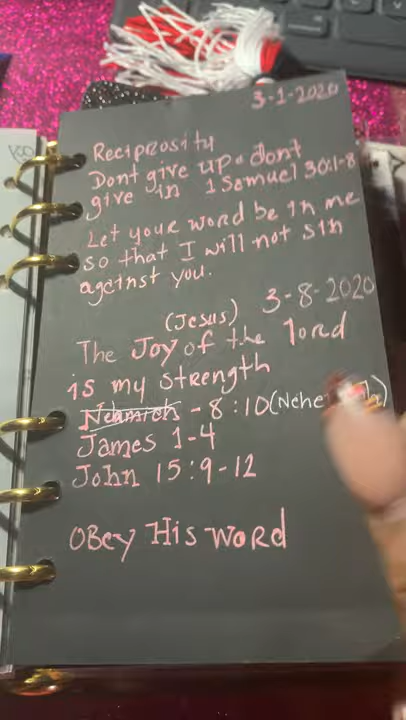 3-1-2020
Reciprosity
Dont give up - dont
give in 1 Samuel 30:1-8
Let your word be in me
so that I will not sin
against you.
(Jesus) 3-8-2020
The Joy of the lord
is my strength
Nehmieh - 8:10 (Nehe
James 1-4
John 15:9-12
OBey His WORD